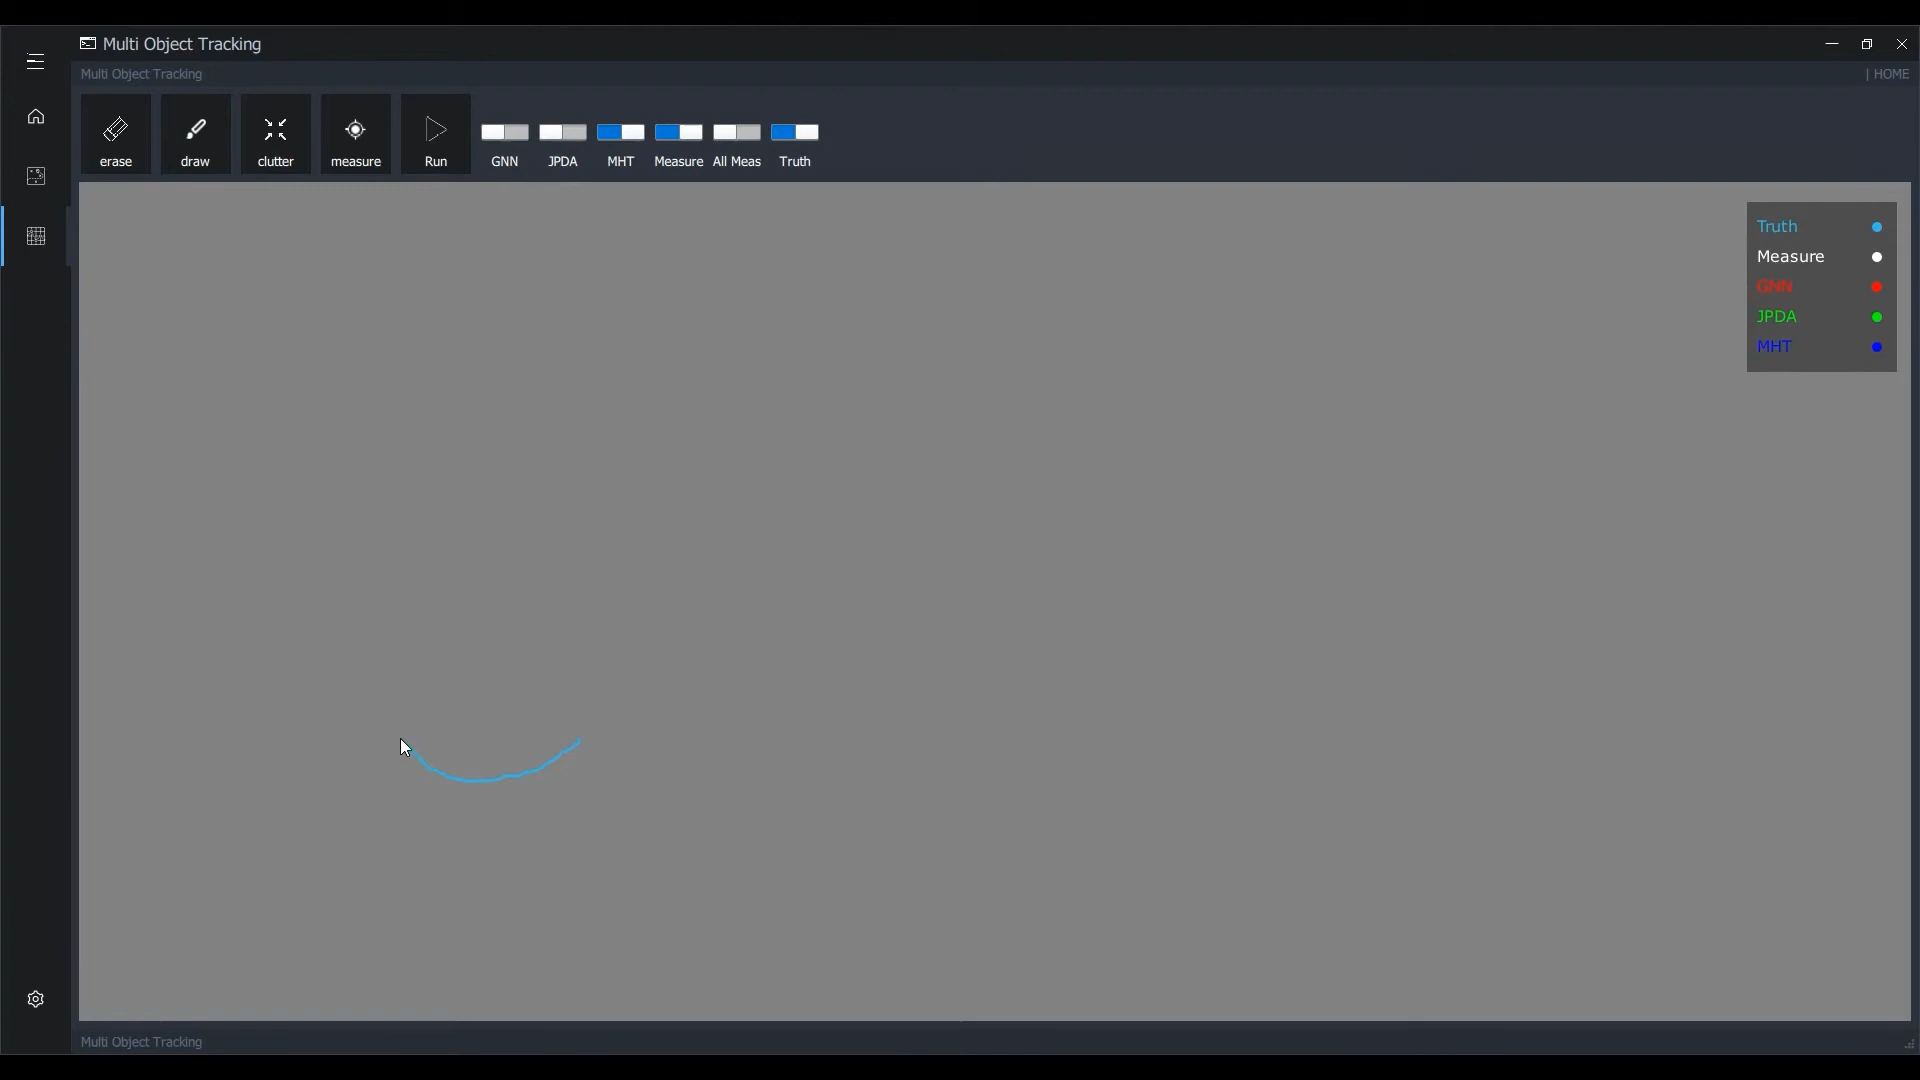 Multi Object Tracking
Multi Object Tracking | HOME
erase draw clutter measure Run GNN JPDA MHT Measure All Meas Truth
Truth
Measure
GNN
JPDA
MHT
Multi Object Tracking